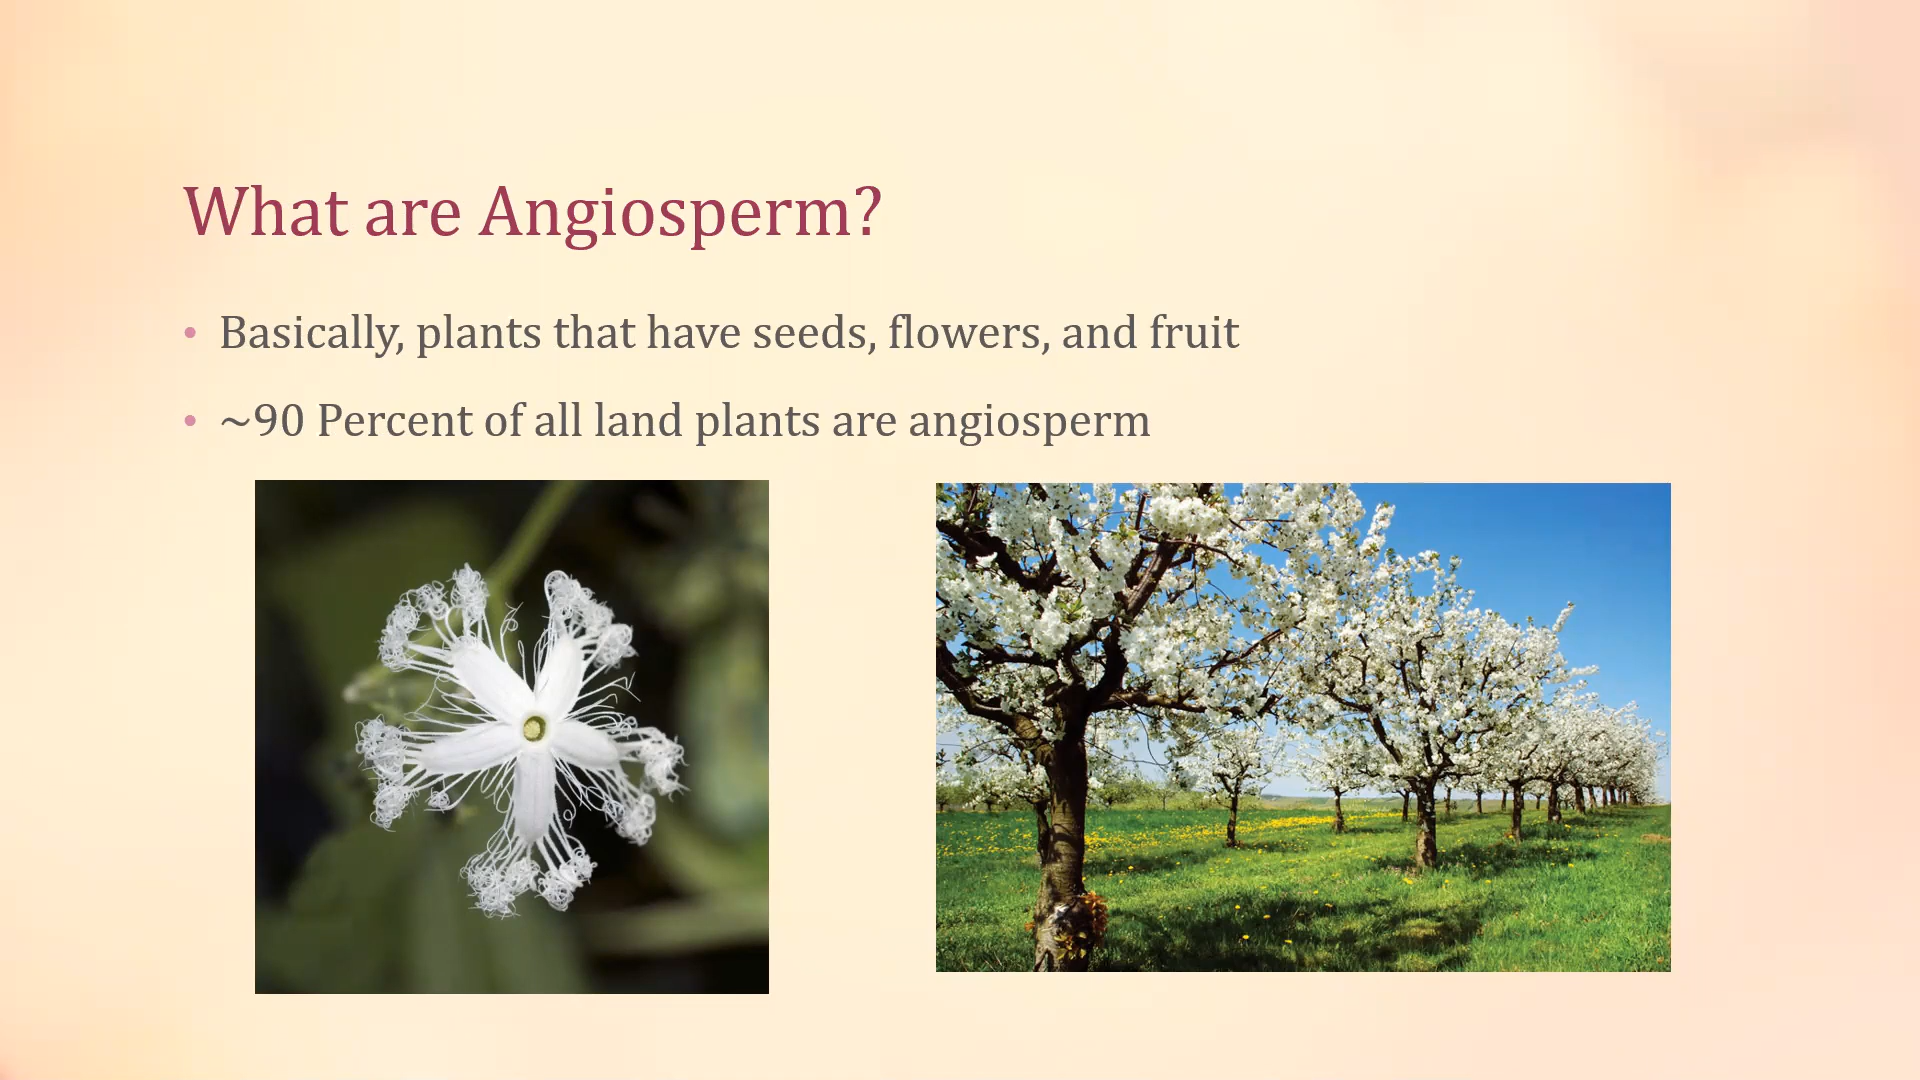 What are Angiosperm?
• Basically, plants that have seeds, flowers, and fruit
• ~90 Percent of all land plants are angiosperm